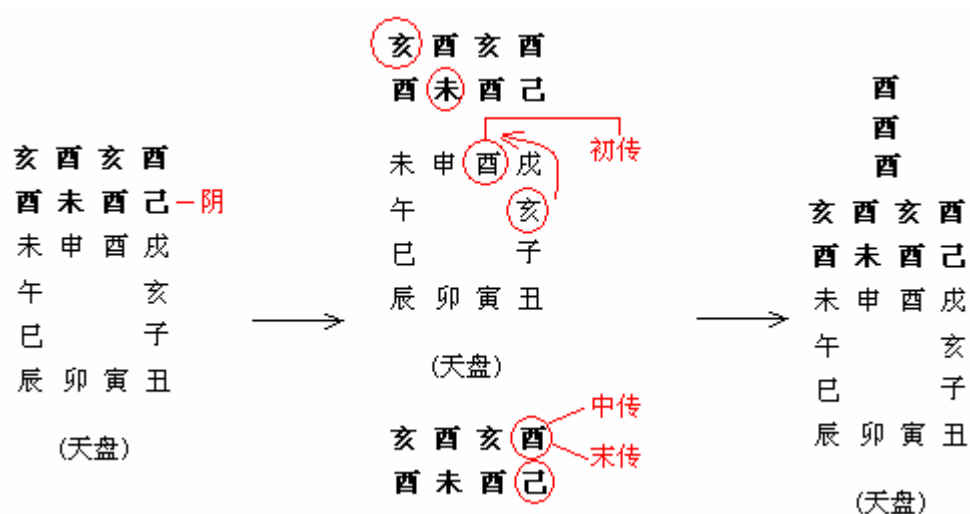 亥 酉 亥 酉
酉 未 酉 己 阴
未 申 酉 戌
午 亥
巳 子
辰 卯 寅 丑
(天盘)
亥 酉 亥 酉
酉 未 酉 己
初传
未 申 酉 戌
午 亥
巳 子
辰 卯 寅 丑
(天盘)
中传
亥 酉 亥 酉
末传
酉 未 酉 己
酉
酉
酉
亥 酉 亥 酉
酉 未 酉 己
未 申 酉 戌
午 亥
巳 子
辰 卯 寅 丑
(天盘)